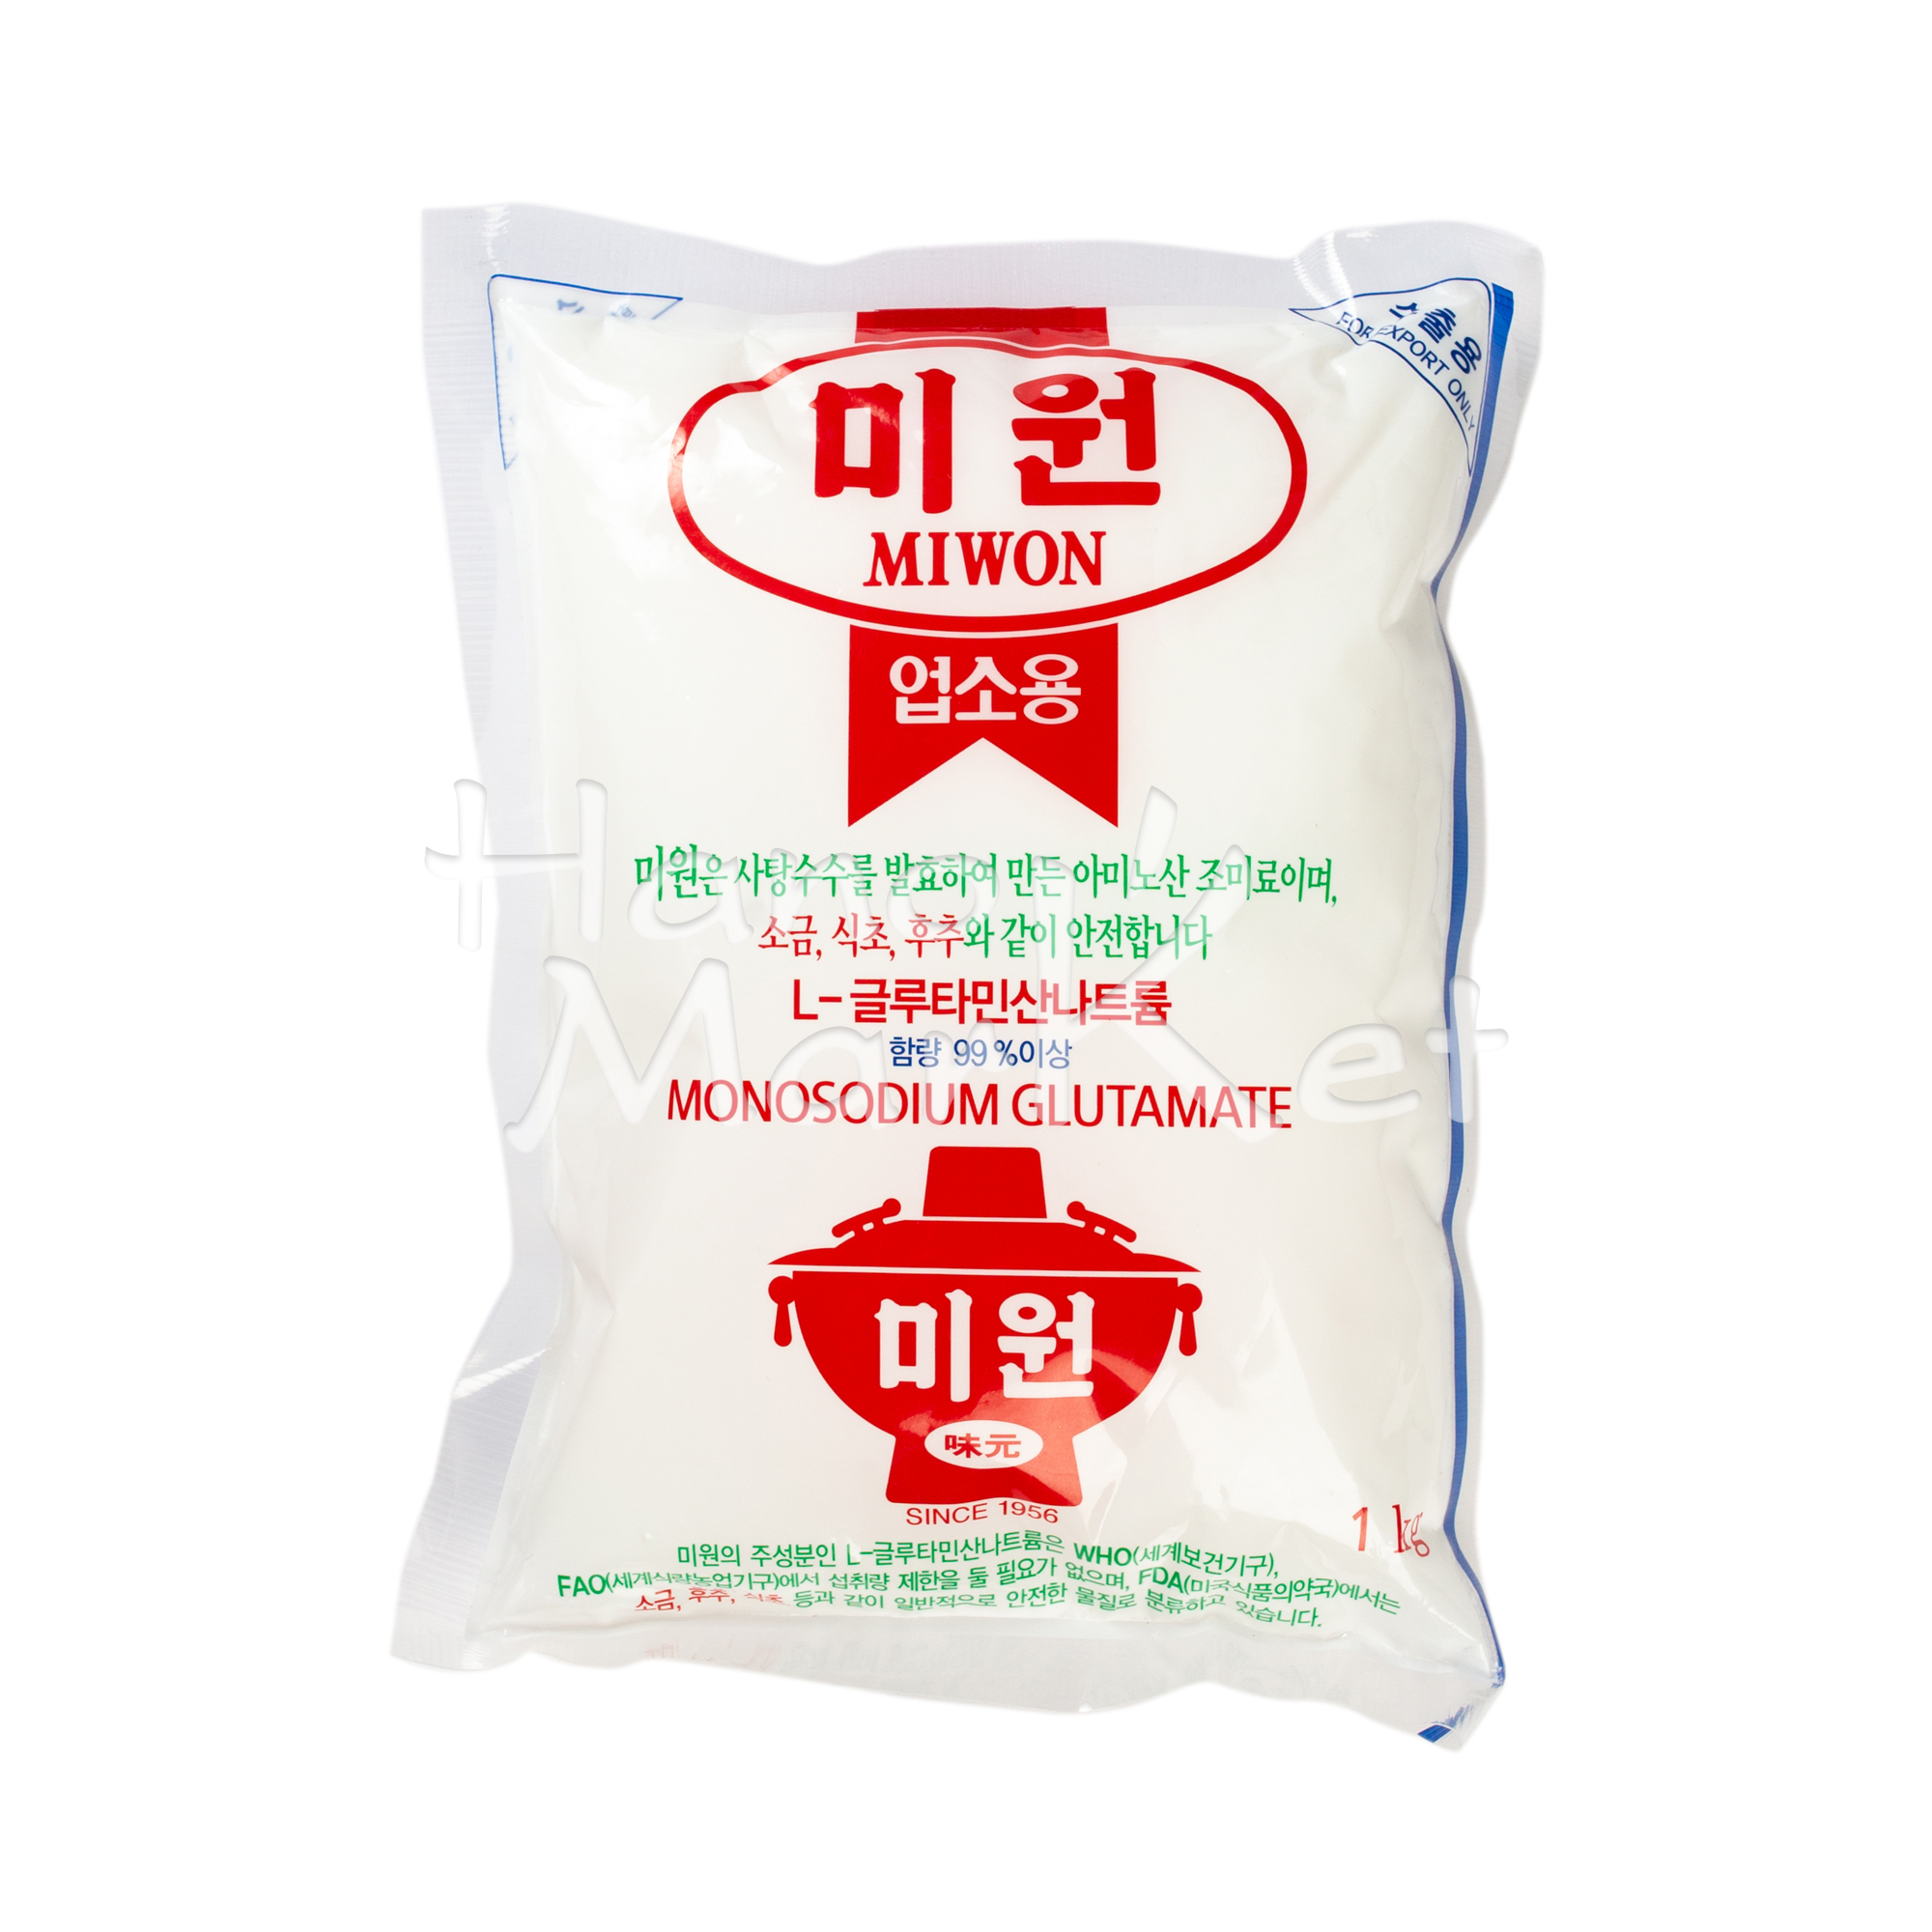 수출용
FOR EXPORT ONLY
미원
MIWON
업소용
미원은 사탕수수를 발효하여 만든 아미노산 조미료이며,
소금, 식초, 후추와 같이 안전합니다
L-글루타민산나트륨
함량 99%이상
MONOSODIUM GLUTAMATE
Hanok
Market
미원
味元
SINCE 1956
1 kg
미원의 주성분인 L-글루타민산나트륨은 WHO(세계보건기구),
FAO(세계식량농업기구)에서 섭취량 제한을 둘 필요가 없으며, FDA(미국식품의약국)에서는
소금, 후추, 식초 등과 같이 일반적으로 안전한 물질로 분류하고 있습니다.